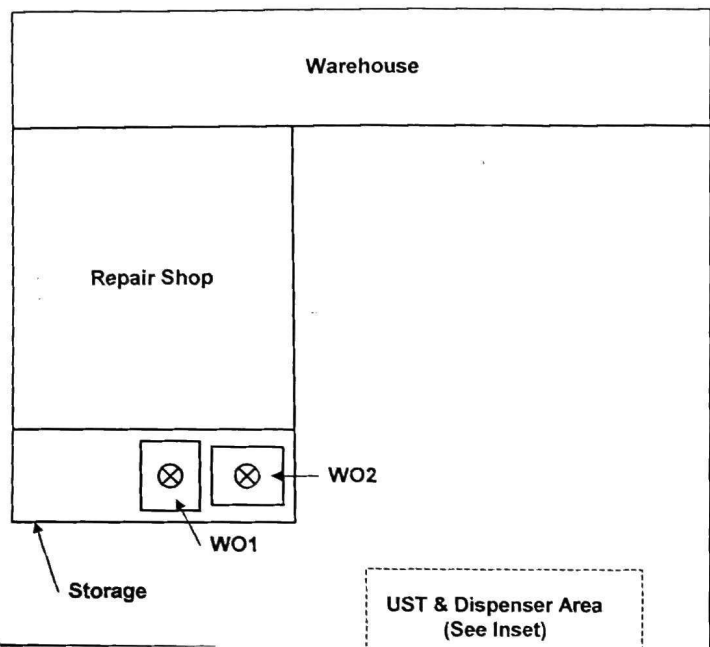 Warehouse
Repair Shop
WO2
WO1
Storage
UST & Dispenser Area
(See Inset)